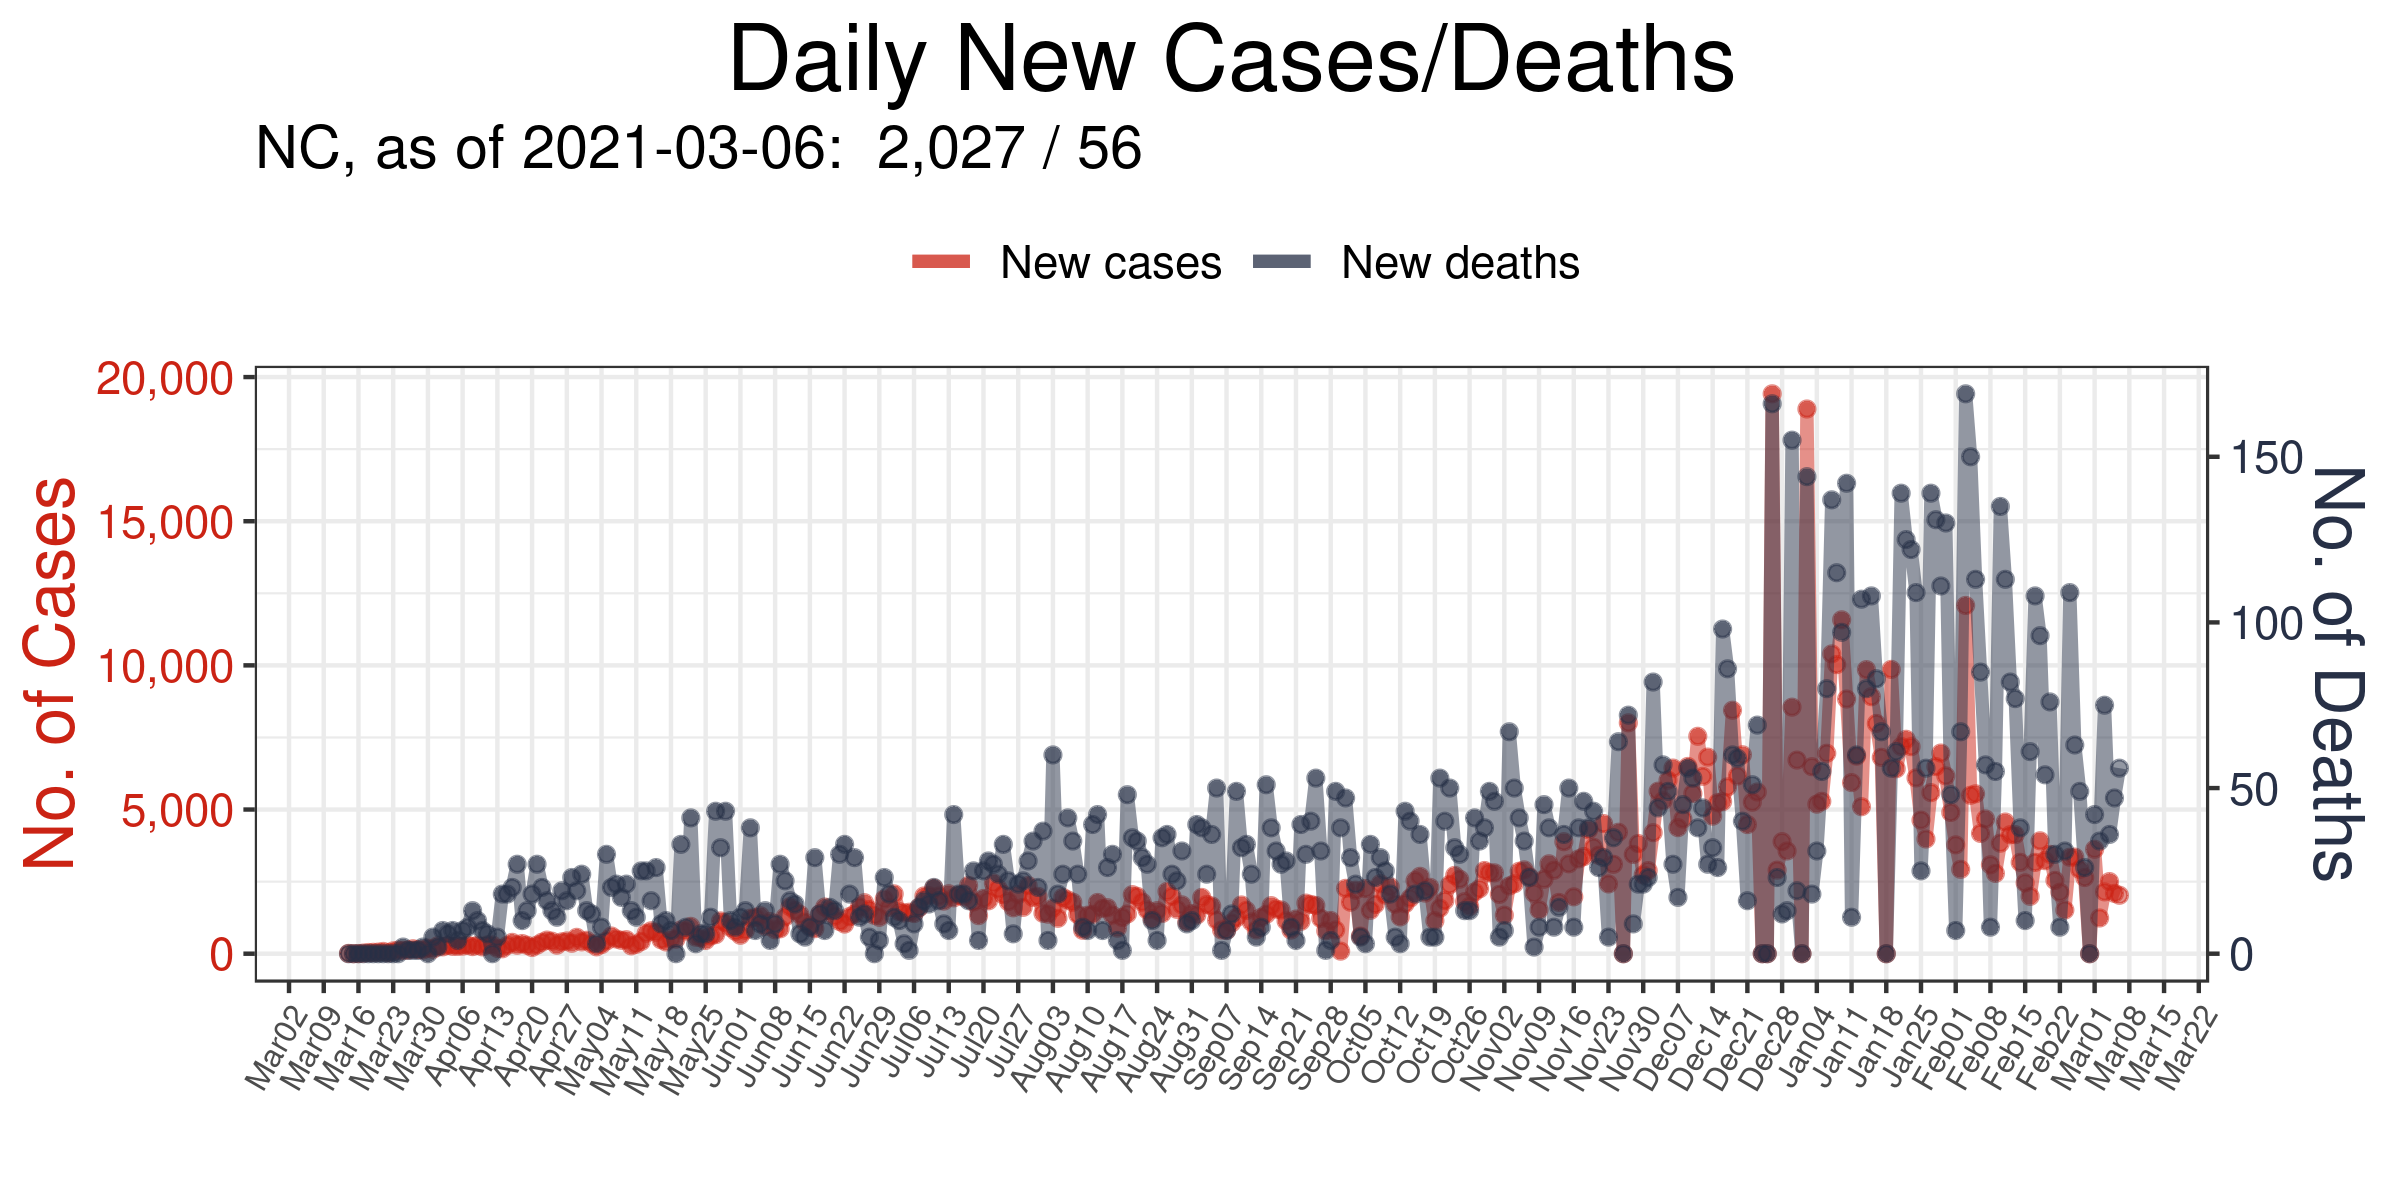 Daily New Cases/Deaths
NC, as of 2021-03-06: 2,027 / 56
New cases
New deaths
No. of Cases
20,000
15,000
10,000
5,000
0
150
100
50
0
No. of Deaths
Mar02
Mar09
Mar16
Mar23
Mar30
Apr06
Apr13
Apr20
Apr27
May04
May11
May18
May25
Jun01
Jun08
Jun15
Jun22
Jun29
Jul06
Jul13
Jul20
Jul27
Aug03
Aug10
Aug17
Aug24
Aug31
Sep07
Sep14
Sep21
Sep28
Oct05
Oct12
Oct19
Oct26
Nov02
Nov09
Nov16
Nov23
Nov30
Dec07
Dec14
Dec21
Dec28
Jan04
Jan11
Jan18
Jan25
Feb01
Feb08
Feb15
Feb22
Mar01
Mar08
Mar15
Mar22